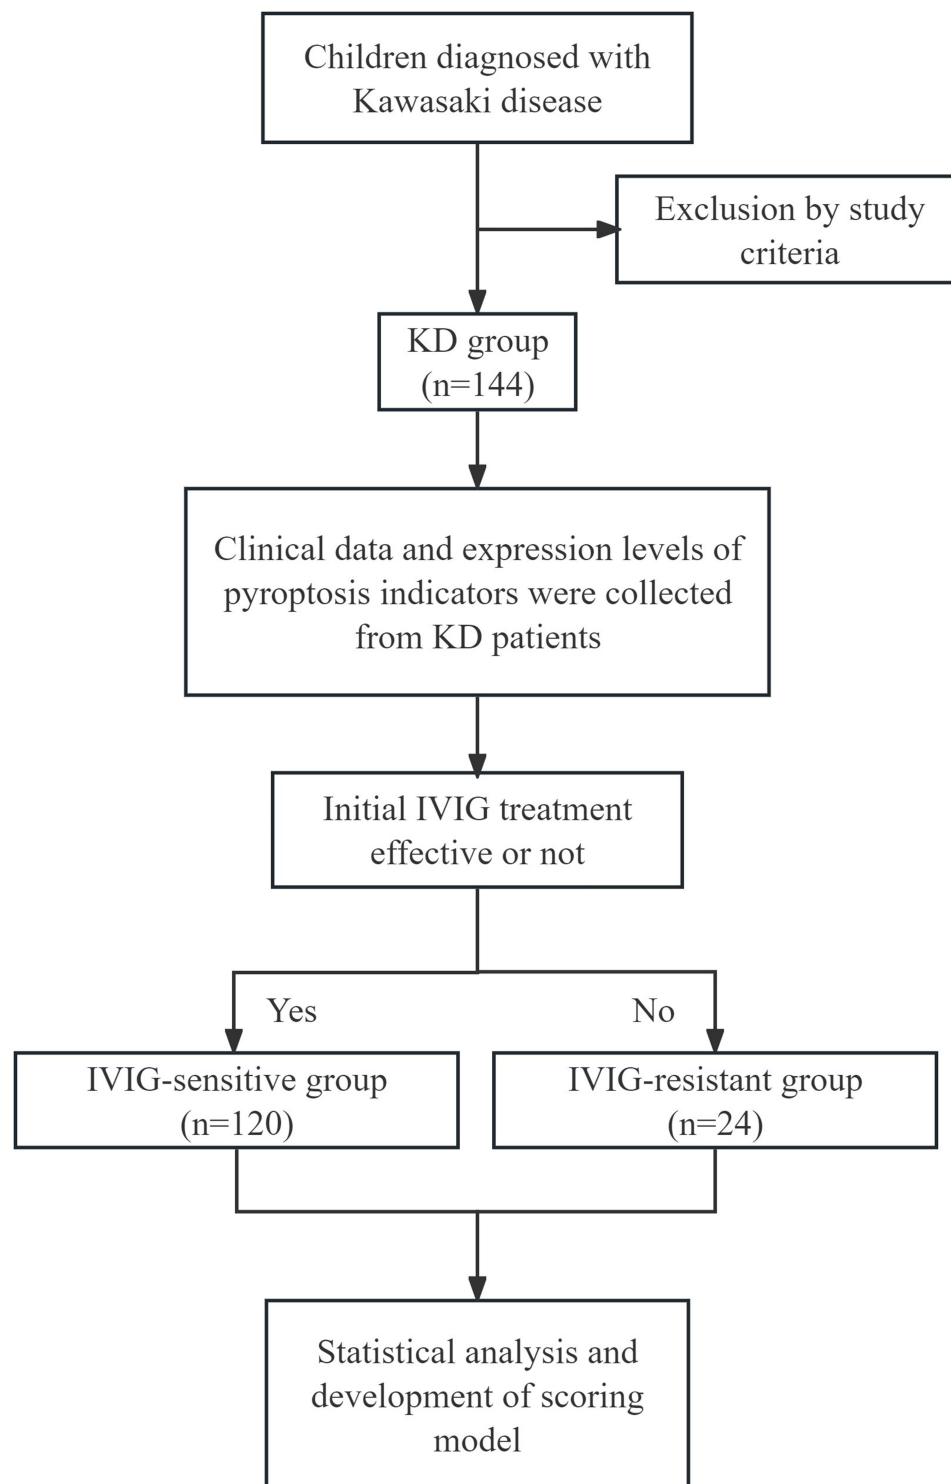 Children diagnosed with
Kawasaki disease
Exclusion by study
criteria
KD group
(n=144)
Clinical data and expression levels of
pyroptosis indicators were collected
from KD patients
Initial IVIG treatment
effective or not
Yes
No
IVIG-sensitive group
(n=120)
IVIG-resistant group
(n=24)
Statistical analysis and
development of scoring
model